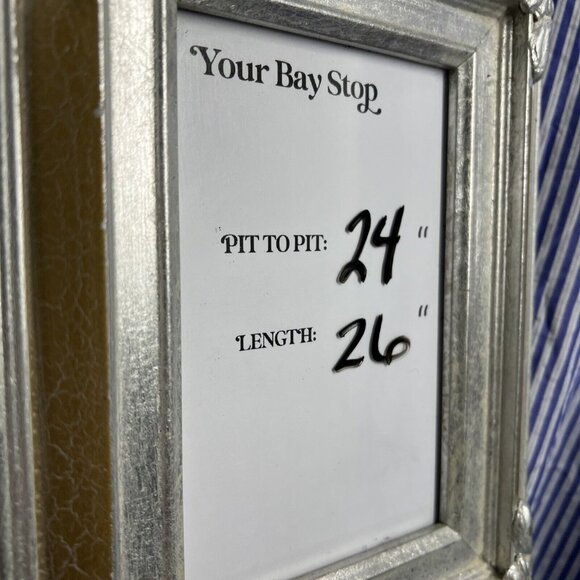 Your Bay Stop
PIT TO PIT: 24 "
LENGTH: 26 "